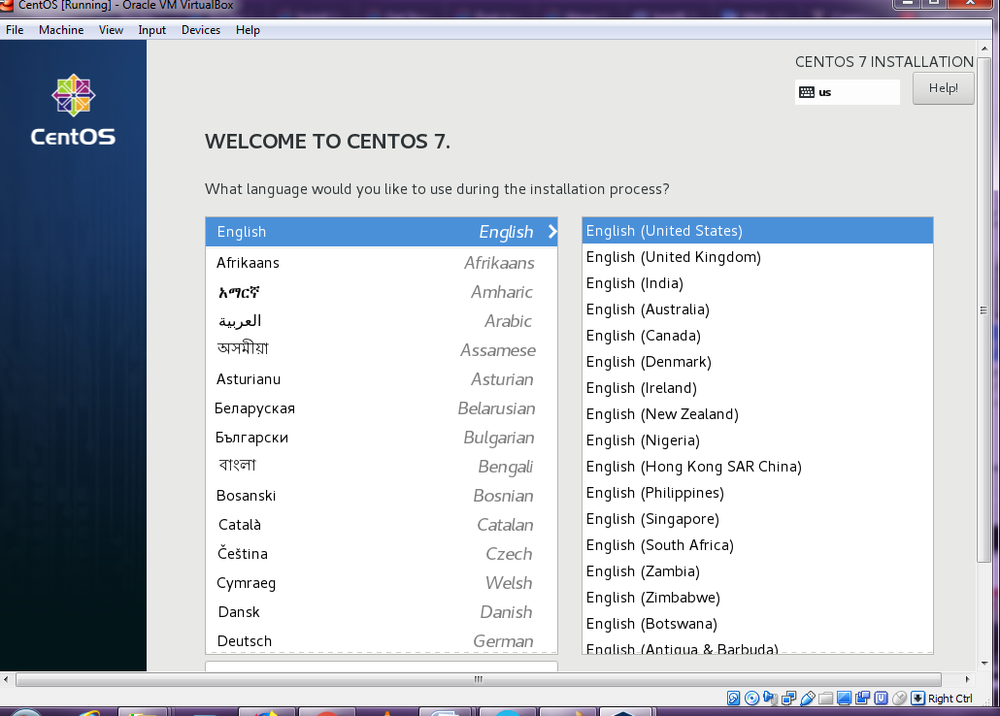 CentOS [Running] - Oracle VM VirtualBox
File Machine View Input Devices Help
CentOS
CENTOS 7 INSTALLATION
us
Help!
WELCOME TO CENTOS 7.
What language would you like to use during the installation process?
English English
Afrikaans Afrikaans
አማርኛ Amharic
العربية Arabic
অসমীয়া Assamese
Asturianu Asturian
Беларуская Belarusian
Български Bulgarian
বাংলা Bengali
Bosanski Bosnian
Català Catalan
Čeština Czech
Cymraeg Welsh
Dansk Danish
Deutsch German
English (United States)
English (United Kingdom)
English (India)
English (Australia)
English (Canada)
English (Denmark)
English (Ireland)
English (New Zealand)
English (Nigeria)
English (Hong Kong SAR China)
English (Philippines)
English (Singapore)
English (South Africa)
English (Zambia)
English (Zimbabwe)
English (Botswana)
English (Antigua & Barbuda)
Right Ctrl